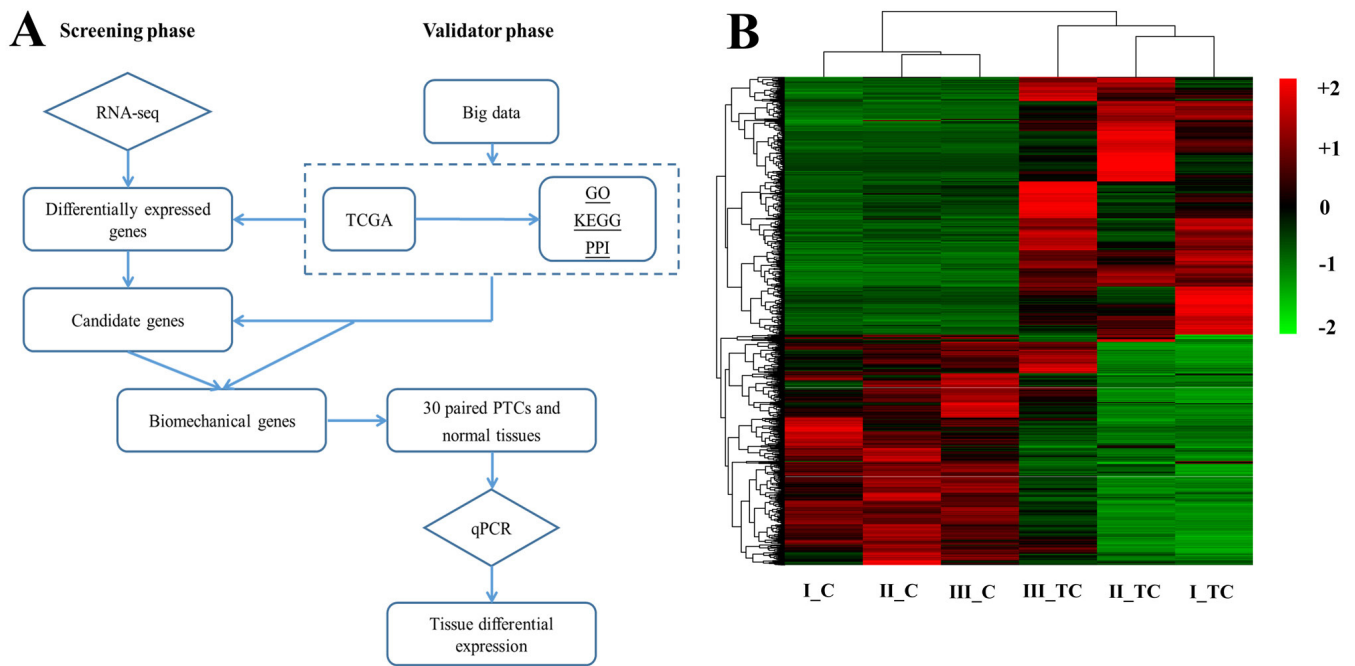 A
Screening phase
Validator phase
RNA-seq
Big data
Differentially expressed
genes
TCGA
GO
KEGG
PPI
Candidate genes
Biomechanical genes
30 paired PTCs and
normal tissues
qPCR
Tissue differential
expression
B
+2
+1
0
-1
-2
I_C
II_C
III_C
III_TC
II_TC
I_TC